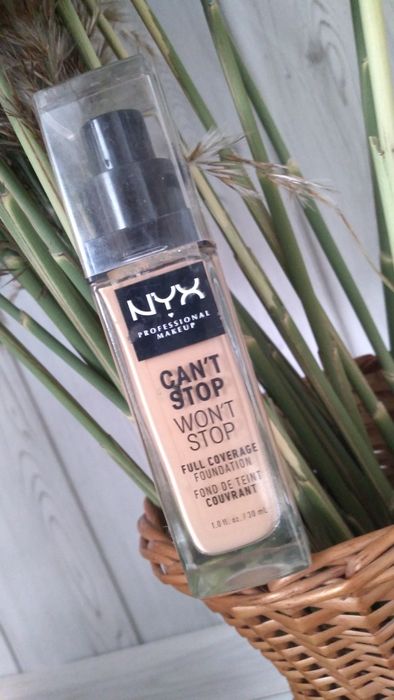 NYX
PROFESSIONAL
MAKEUP
CAN'T
STOP
WON'T
STOP
FULL COVERAGE
FOUNDATION
FOND DE TEINT
COUVRANT
1.0 fl. oz. / 30 mL